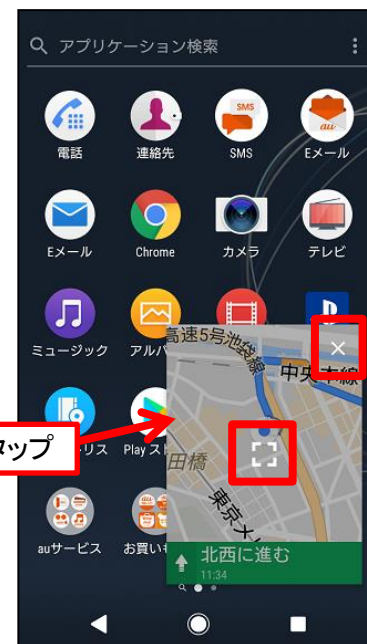 アプリケーション検索
電話
連絡先
SMS
SMS
au
Eメール
Eメール
Chrome
カメラ
テレビ
ミュージック
アルバ
高速5号池袋線
中央本線
タップ
リス
Play スト
田橋
東京メ
auサービス
お買いも
北西に進む
11:34